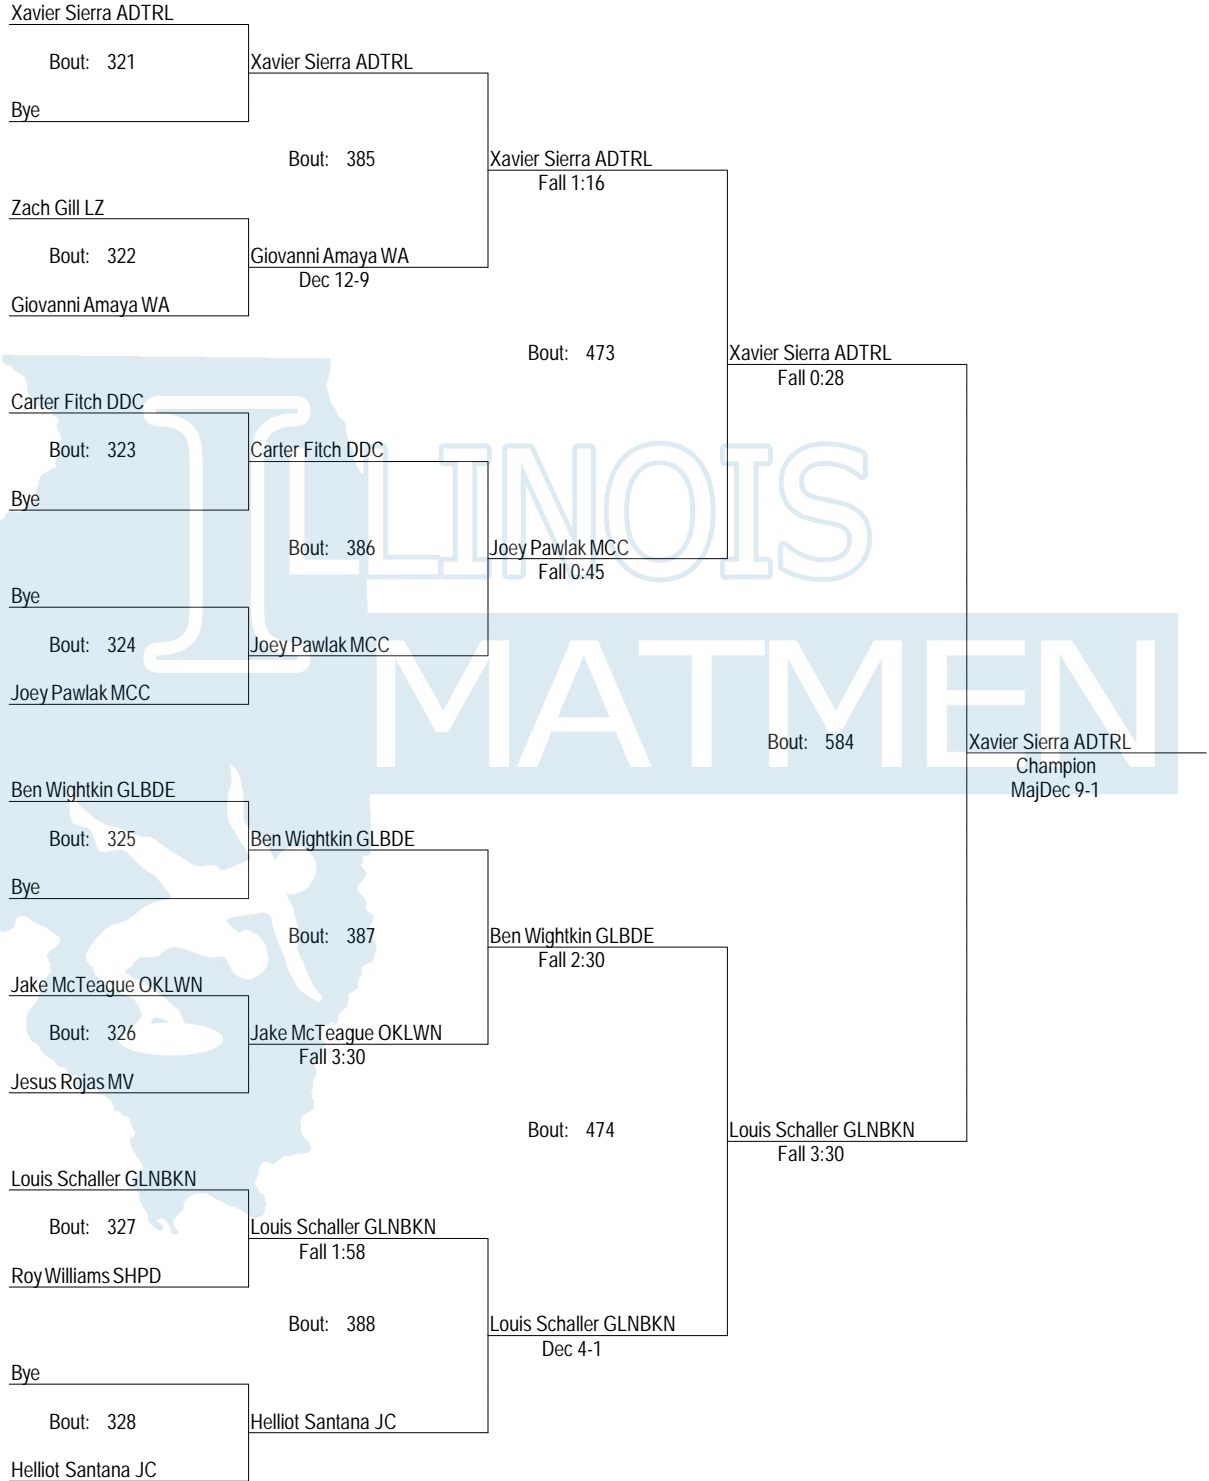 Xavier Sierra ADTRL
Bout: 321
Xavier Sierra ADTRL
Bye
Bout: 385
Xavier Sierra ADTRL
Fall 1:16
Zach Gill LZ
Bout: 322
Giovanni Amaya WA
Dec 12-9
Giovanni Amaya WA
Bout: 473
Xavier Sierra ADTRL
Fall 0:28
Carter Fitch DDC
Bout: 323
Carter Fitch DDC
Bye
Bout: 386
Joey Pawlak MCC
Fall 0:45
Bye
Bout: 324
Joey Pawlak MCC
Joey Pawlak MCC
ILLINOIS
MATMEN
Bout: 584
Xavier Sierra ADTRL
Champion
MajDec 9-1
Ben Wightkin GLBDE
Bout: 325
Ben Wightkin GLBDE
Bye
Bout: 387
Ben Wightkin GLBDE
Fall 2:30
Jake McTeague OKLWN
Bout: 326
Jake McTeague OKLWN
Fall 3:30
Jesus Rojas MV
Bout: 474
Louis Schaller GLNBKN
Fall 3:30
Louis Schaller GLNBKN
Bout: 327
Louis Schaller GLNBKN
Fall 1:58
Roy Williams SHPD
Bout: 388
Louis Schaller GLNBKN
Dec 4-1
Bye
Bout: 328
Helliot Santana JC
Helliot Santana JC